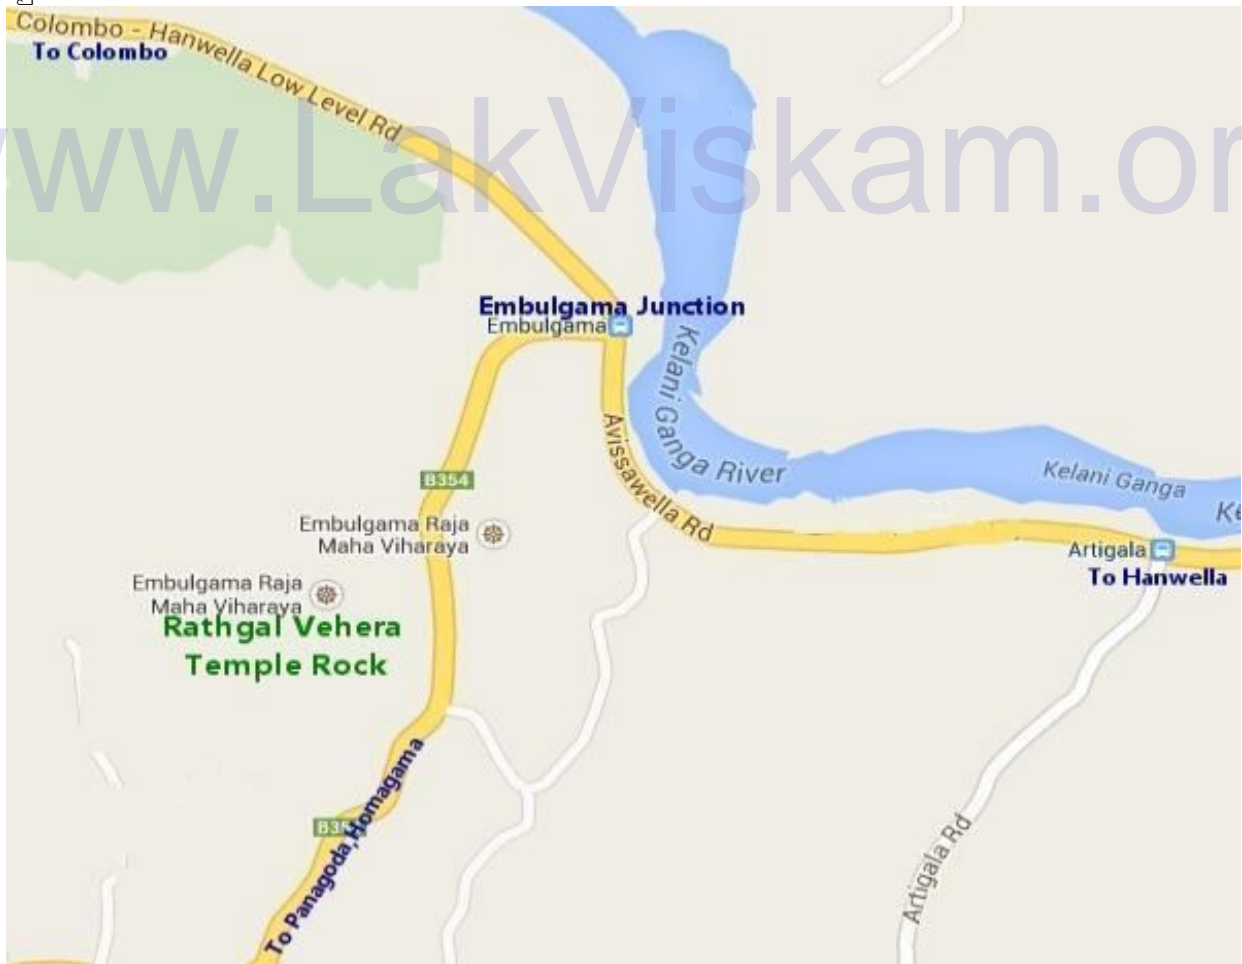 Colombo - Hanwella Low Level Rd
To Colombo
www.LakViskam.or
Embulgama Junction
Embulgama
Kelani Ganga River
Avissawella Rd
Kelani Ganga
Ke
B354
Embulgama Raja
Maha Viharaya
Artigala
To Hanwella
Embulgama Raja
Maha Viharaya
Rathgal Vehera
Temple Rock
To Panagoda,Homagama
B35
Artigala Rd